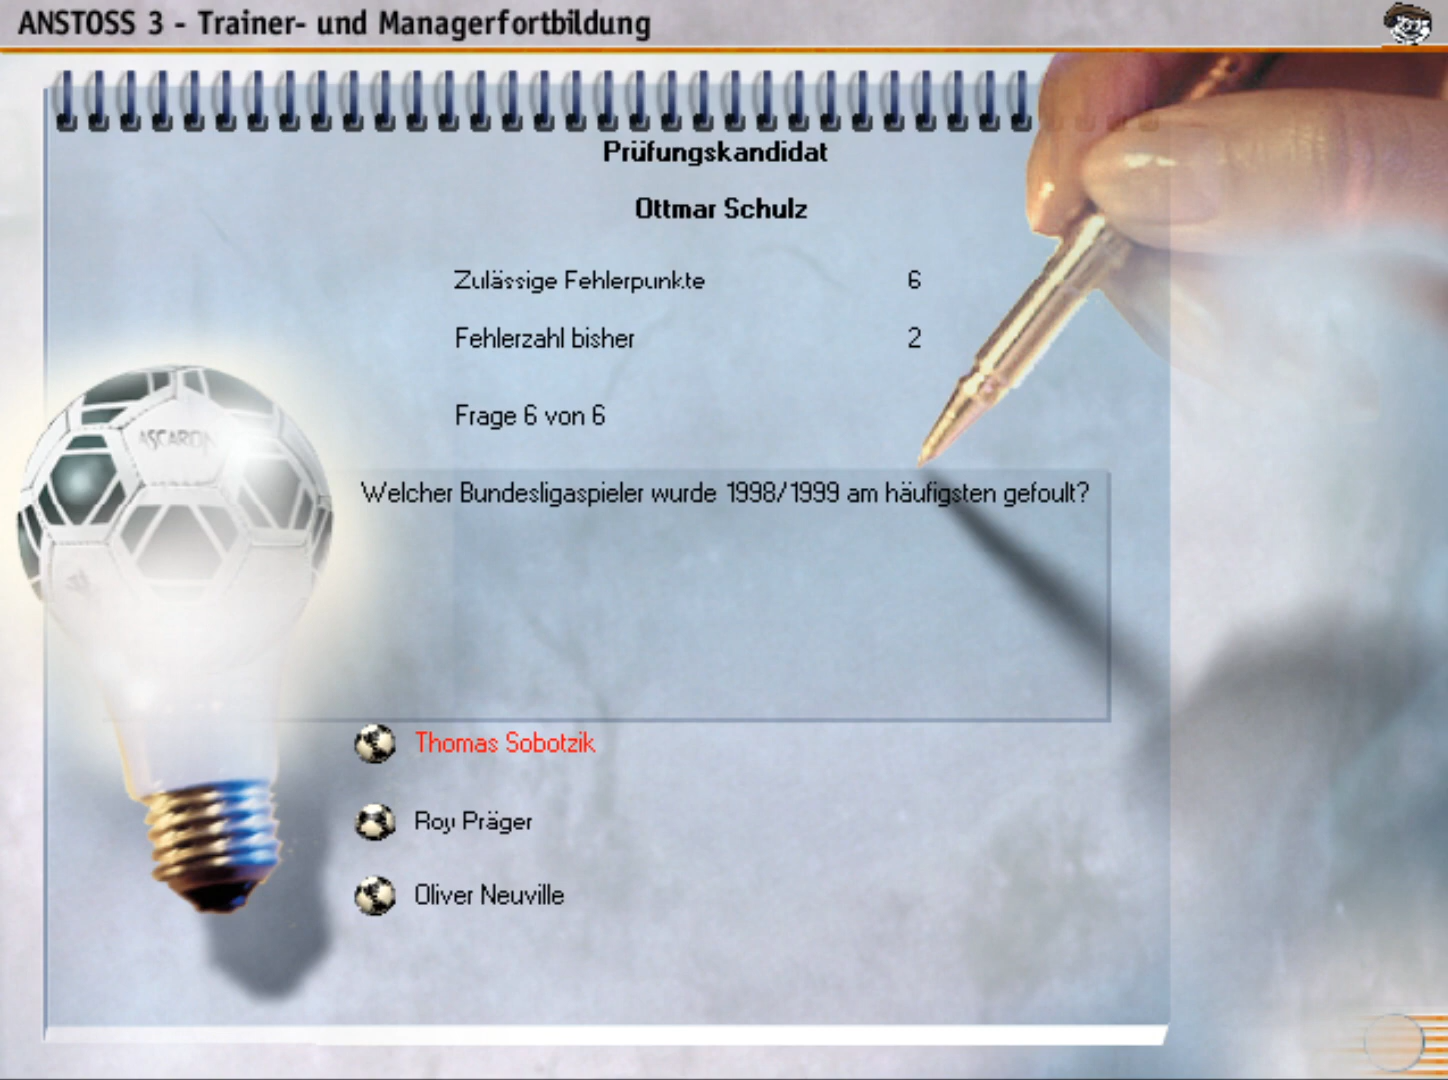 ANSTOSS 3 - Trainer- und Managerfortbildung
Prüfungskandidat
Ottmar Schulz
Zulässige Fehlerpunkte 6
Fehlerzahl bisher 2
Frage 6 von 6
ASCARON
Welcher Bundesligaspieler wurde 1998/1999 am häufigsten gefoult?
Thomas Sobotzik
Roy Präger
Oliver Neuville